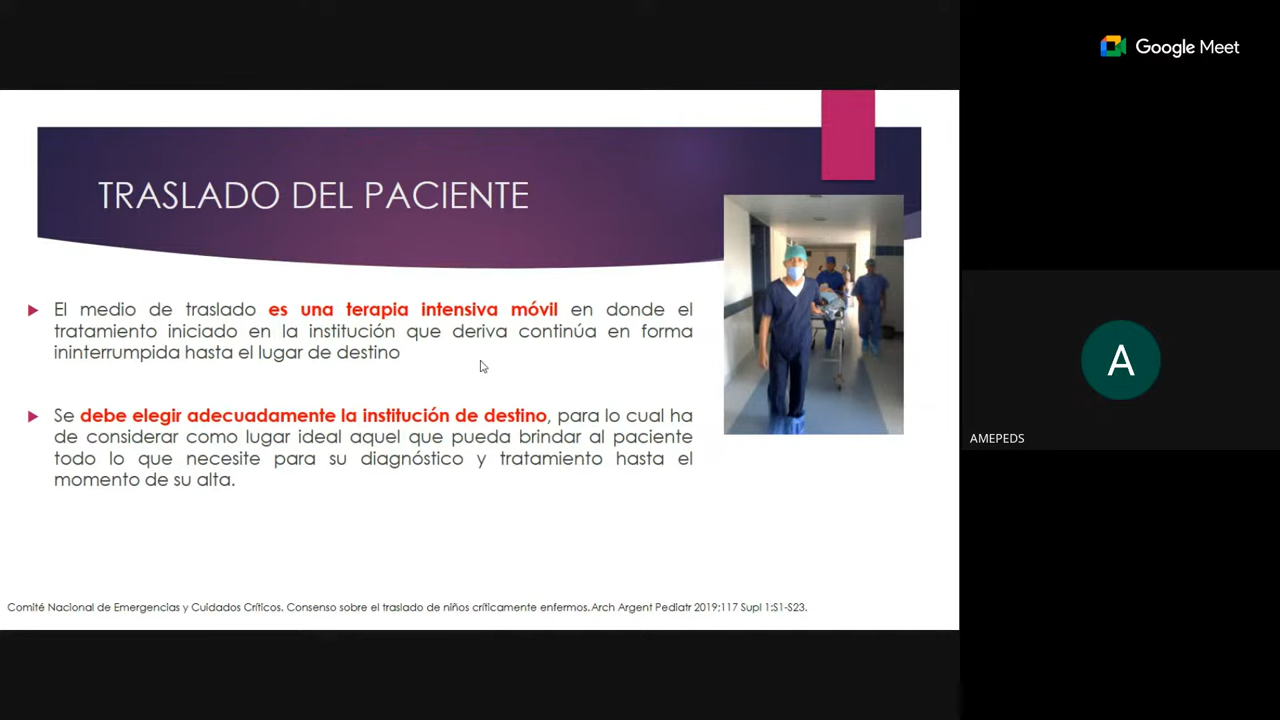 Google Meet
TRASLADO DEL PACIENTE
El medio de traslado es una terapia intensiva móvil en donde el
tratamiento iniciado en la institución que deriva continúa en forma
ininterrumpida hasta el lugar de destino
Se debe elegir adecuadamente la institución de destino, para lo cual ha
de considerar como lugar ideal aquel que pueda brindar al paciente
todo lo que necesite para su diagnóstico y tratamiento hasta el
momento de su alta.
Comité Nacional de Emergencias y Cuidados Críticos. Consenso sobre el traslado de niños críticamente enfermos.Arch Argent Pediatr 2019;117 Supl 1:S1-S23.
A
AMEPEDS